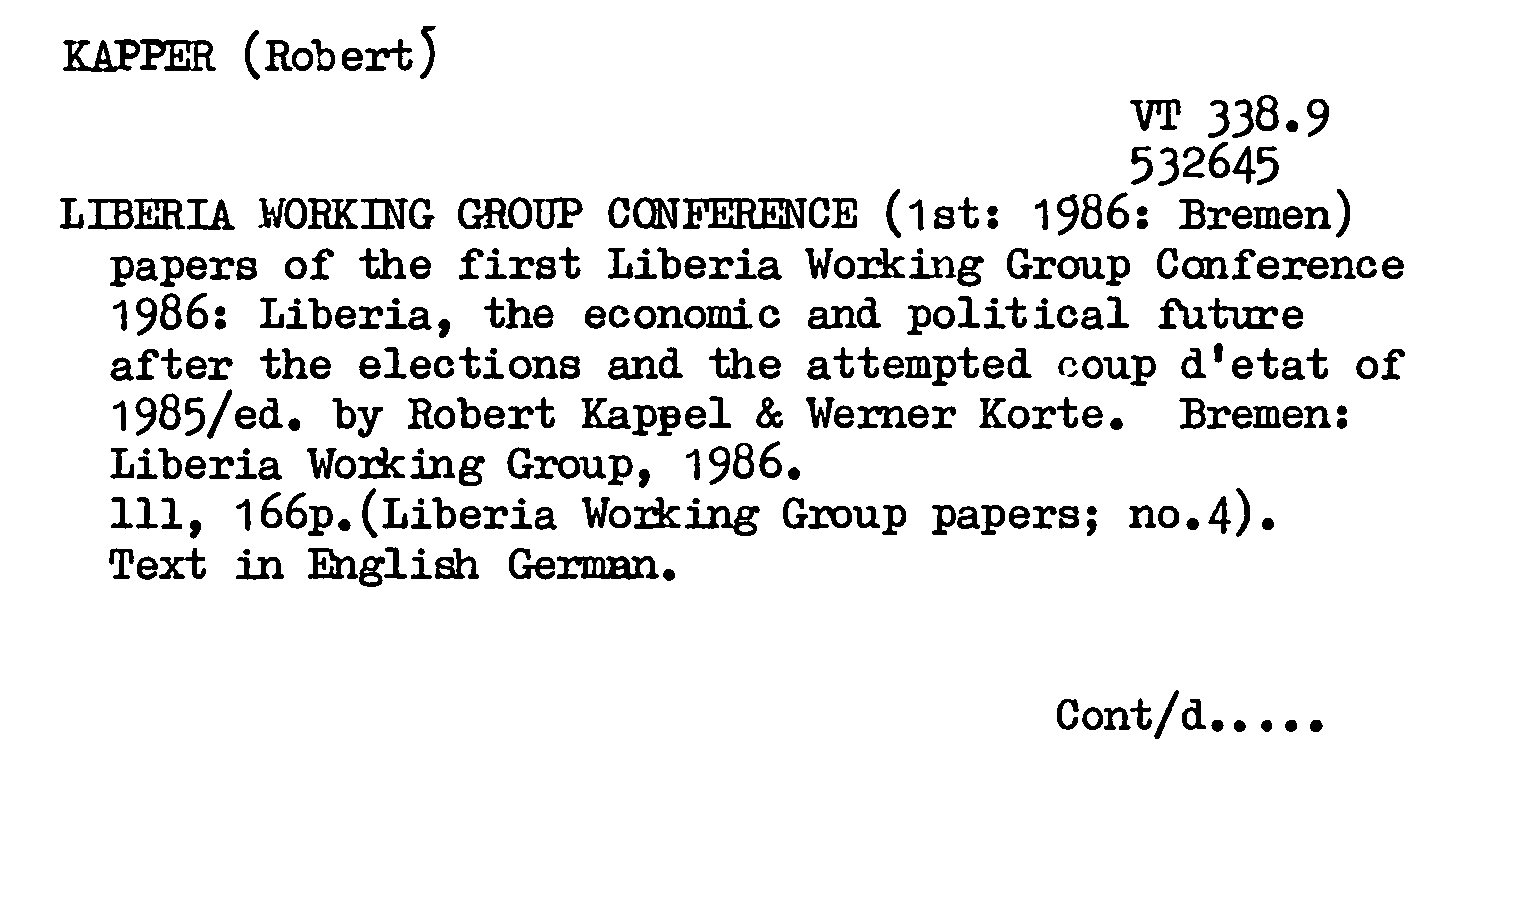 KAPPER (Robert)
VT 338.9
532645
LIBERIA WORKING GROUP CONFERENCE (1st: 1986: Bremen)
papers of the first Liberia Working Group Conference
1986: Liberia, the economic and political future
after the elections and the attempted coup d'etat of
1985/ed. by Robert Kappel & Werner Korte.  Bremen:
Liberia Working Group, 1986.
lll, 166p.(Liberia Working Group papers; no.4).
Text in English German.
Cont/d.....